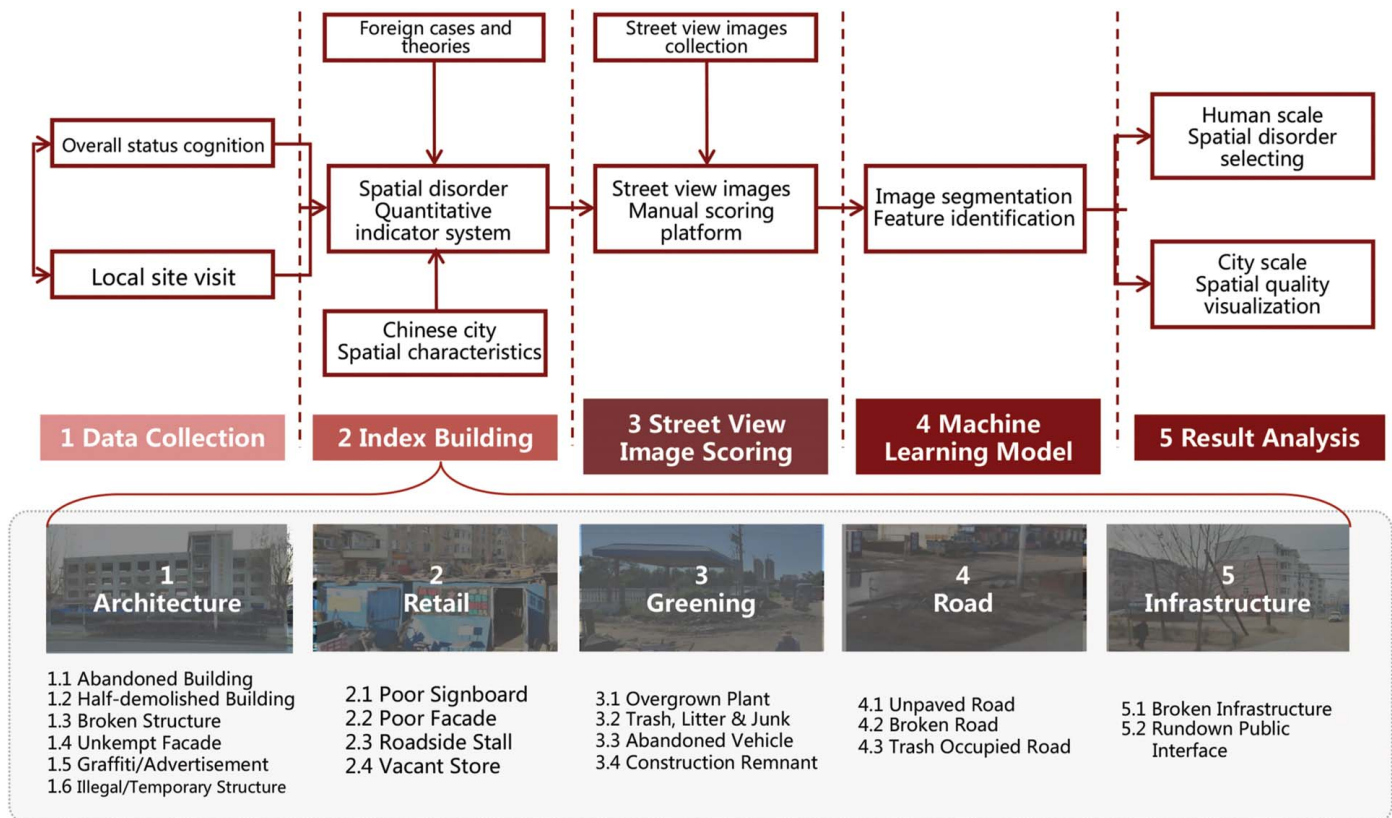 Foreign cases and
theories
Street view images
collection
Overall status cognition
Local site visit
Spatial disorder
Quantitative
indicator system
Chinese city
Spatial characteristics
Street view images
Manual scoring
platform
Image segmentation
Feature identification
Human scale
Spatial disorder
selecting
City scale
Spatial quality
visualization
1 Data Collection
2 Index Building
3 Street View
Image Scoring
4 Machine
Learning Model
5 Result Analysis
1
Architecture
2
Retail
3
Greening
4
Road
5
Infrastructure
1.1 Abandoned Building
1.2 Half-demolished Building
1.3 Broken Structure
1.4 Unkempt Facade
1.5 Graffiti/Advertisement
1.6 Illegal/Temporary Structure
2.1 Poor Signboard
2.2 Poor Facade
2.3 Roadside Stall
2.4 Vacant Store
3.1 Overgrown Plant
3.2 Trash, Litter & Junk
3.3 Abandoned Vehicle
3.4 Construction Remnant
4.1 Unpaved Road
4.2 Broken Road
4.3 Trash Occupied Road
5.1 Broken Infrastructure
5.2 Rundown Public
Interface